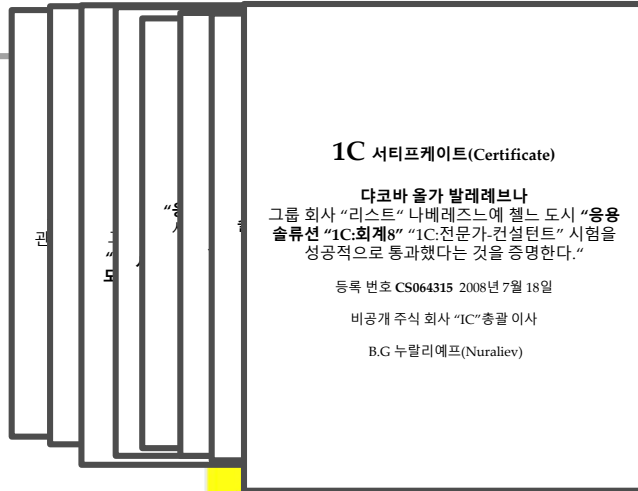 1C 서티프케이트(Certificate)
댜코바 올가 발레례브나
그룹 회사 “리스트“ 나베레즈느예 첼느 도시 “응용
솔류션 “1C:회계8” “1C:전문가-컨설턴트” 시험을
성공적으로 통과했다는 것을 증명한다.“
등록 번호 CS064315 2008년 7월 18일
비공개 주식 회사 “IC”총괄 이사
B.G 누랄리예프(Nuraliev)
관
“응